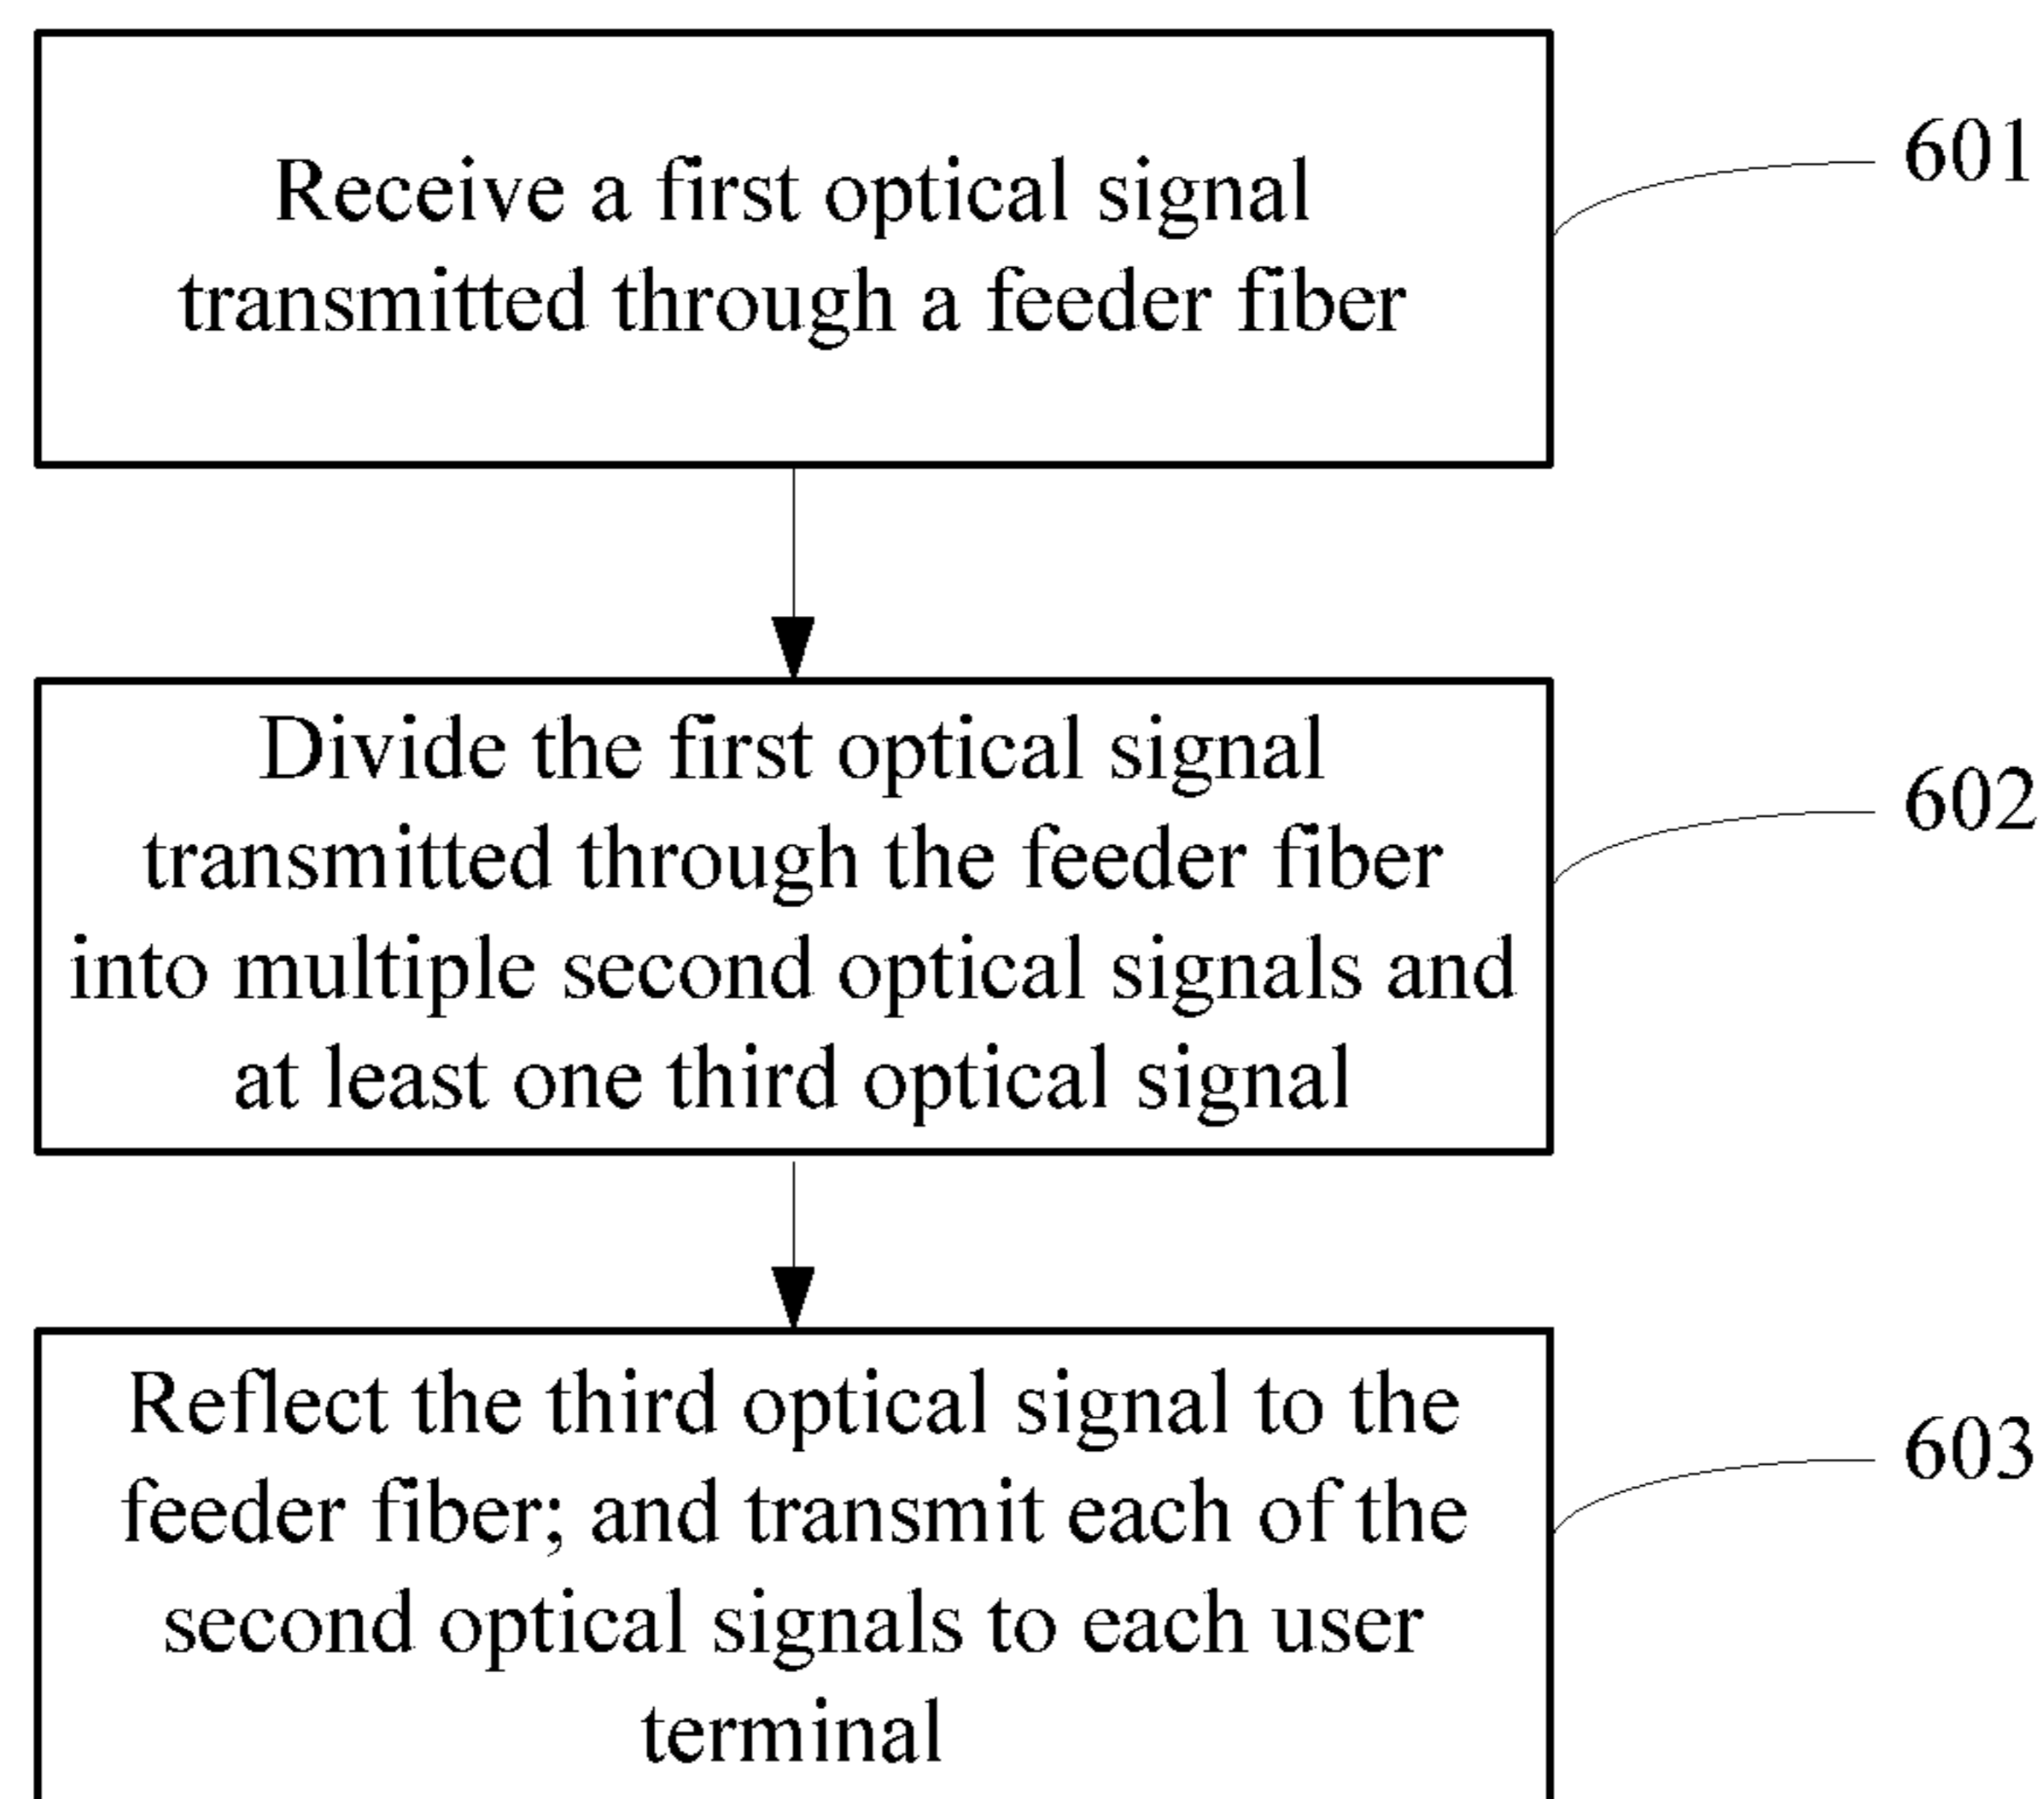 Receive a first optical signal
transmitted through a feeder fiber
601
Divide the first optical signal
transmitted through the feeder fiber
into multiple second optical signals and
at least one third optical signal
602
Reflect the third optical signal to the
feeder fiber; and transmit each of the
second optical signals to each user
terminal
603